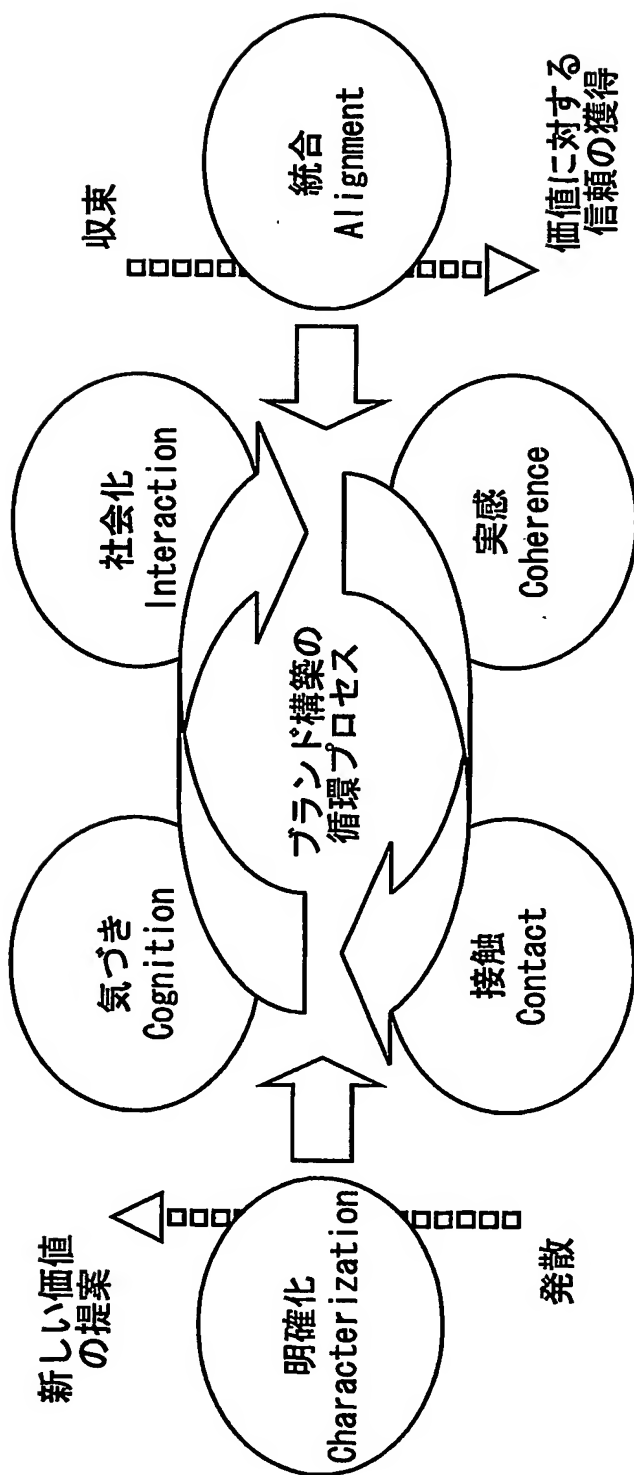 新しい価値
の提案
明確化
Characterization
発散
気づき
Cognition
接触
Contact
ブランド構築の
循環プロセス
社会化
Interaction
実感
Coherence
収束
統合
Alignment
価値に対する
信頼の獲得